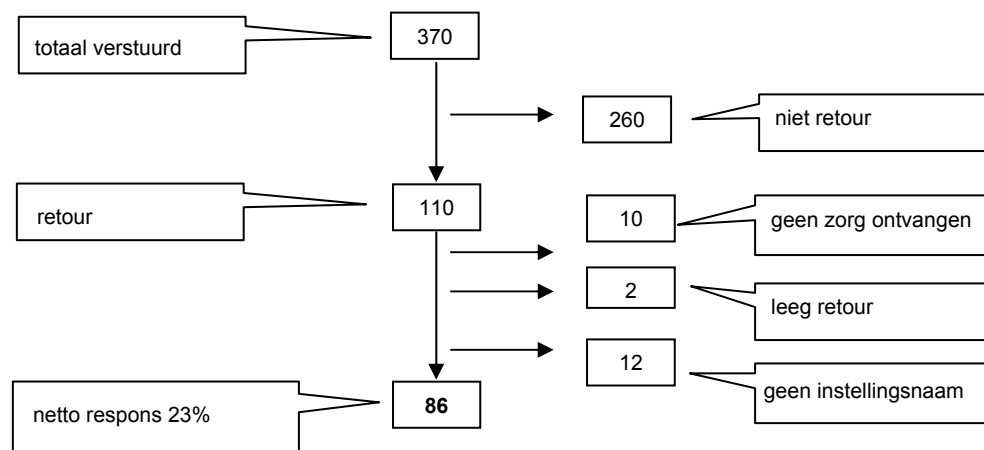 totaal verstuurd
370
260
niet retour
retour
110
10
geen zorg ontvangen
2
leeg retour
12
geen instellingsnaam
netto respons 23%
86